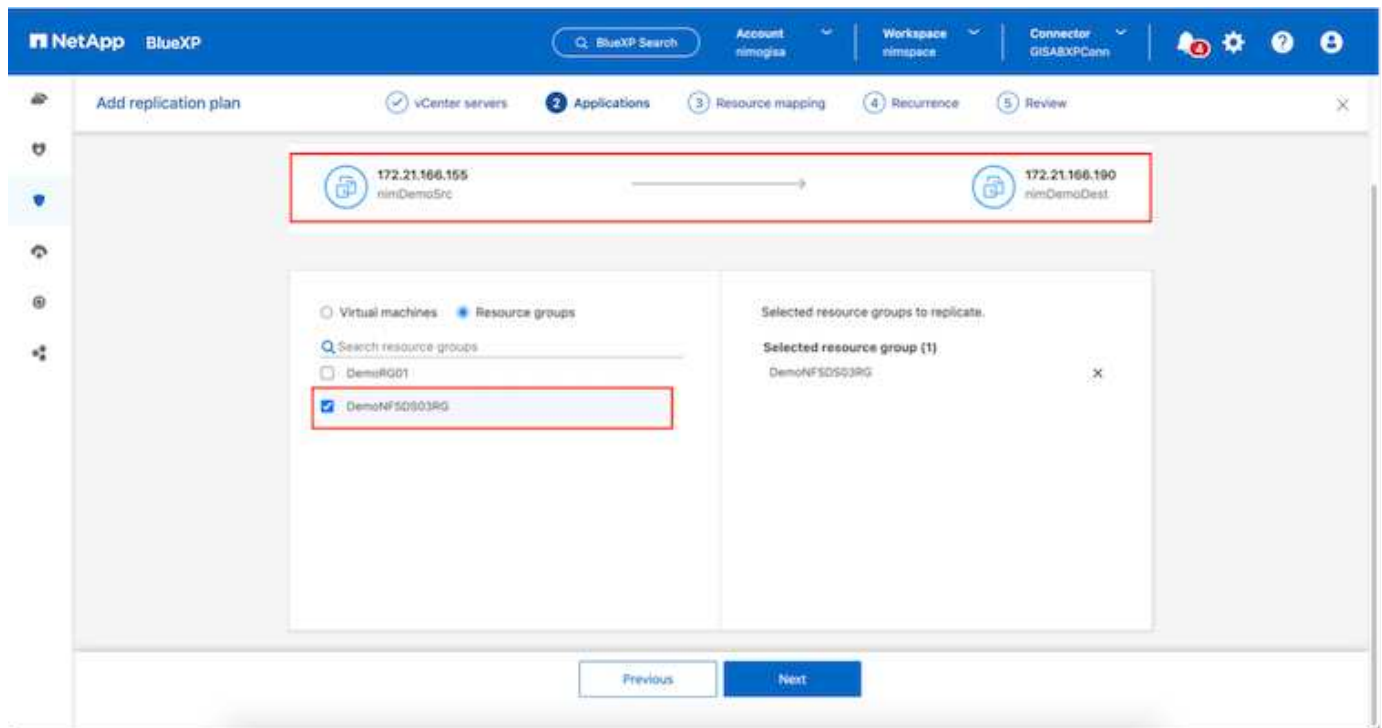 NetApp BlueXP
BlueXP Search
Account
nimogisa
Workspace
nimspace
Connector
GISABXPConn
4
Add replication plan
vCenter servers
2 Applications
3 Resource mapping
4 Recurrence
5 Review
172.21.166.155
nimDemoSrc
172.21.166.190
nimDemoDest
Virtual machines
Resource groups
Search resource groups
DemoRG01
DemoNFSDS03RG
Selected resource groups to replicate.
Selected resource group (1)
DemoNFSDS03RG
Previous
Next